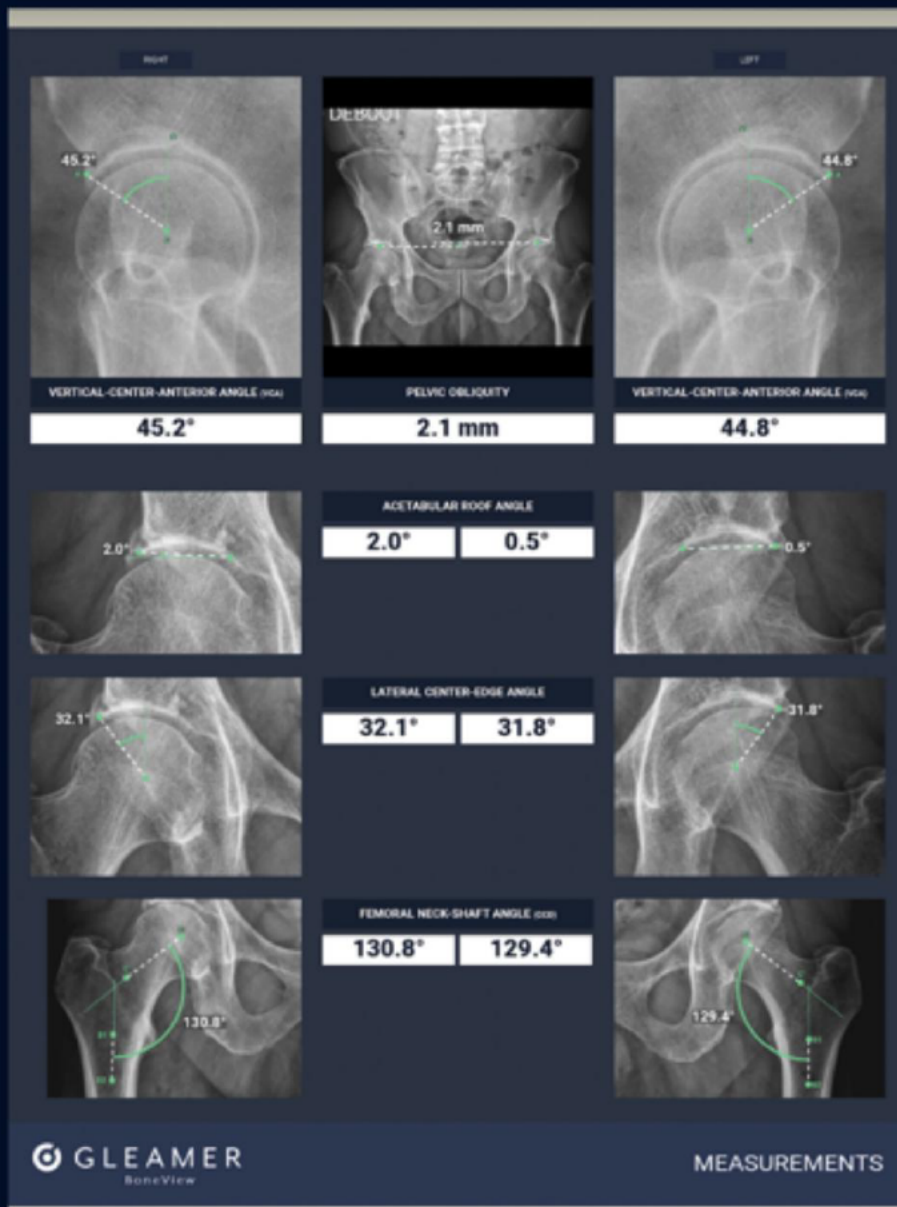 RIGHT
LEFT
45.2°
DEBOUT
2.1 mm
44.8°
VERTICAL-CENTER-ANTERIOR ANGLE (VCA)
PELVIC OBLIQUITY
VERTICAL-CENTER-ANTERIOR ANGLE (VCA)
45.2°
2.1 mm
44.8°
ACETABULAR ROOF ANGLE
2.0°
2.0°
0.5°
0.5°
LATERAL CENTER-EDGE ANGLE
32.1°
32.1°
31.8°
31.8°
FEMORAL NECK-SHAFT ANGLE (CCD)
130.8°
129.4°
130.8°
129.4°
GLEAMER
BoneView
MEASUREMENTS